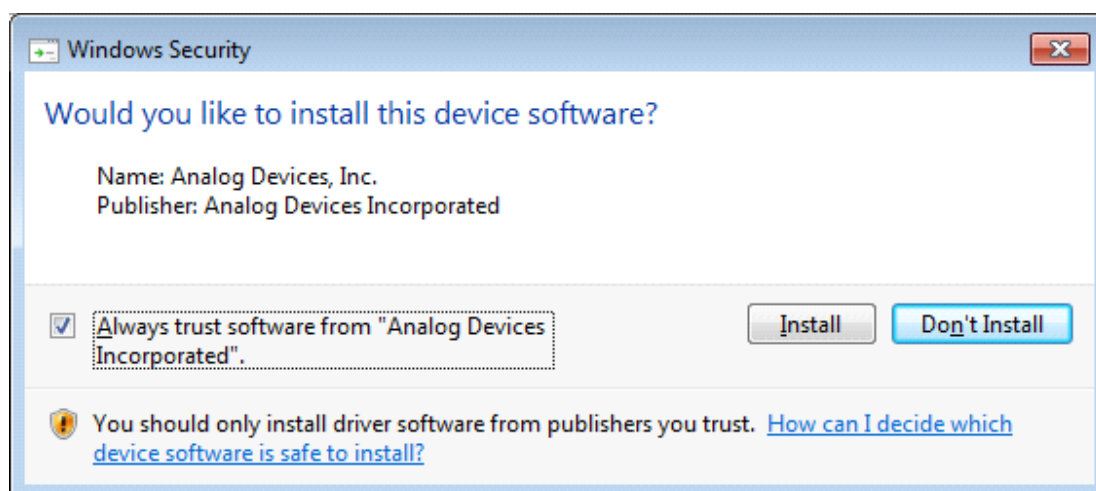 Windows Security
Would you like to install this device software?
Name: Analog Devices, Inc.
Publisher: Analog Devices Incorporated
Always trust software from "Analog Devices
Incorporated".
Install
Don't Install
You should only install driver software from publishers you trust. How can I decide which
device software is safe to install?